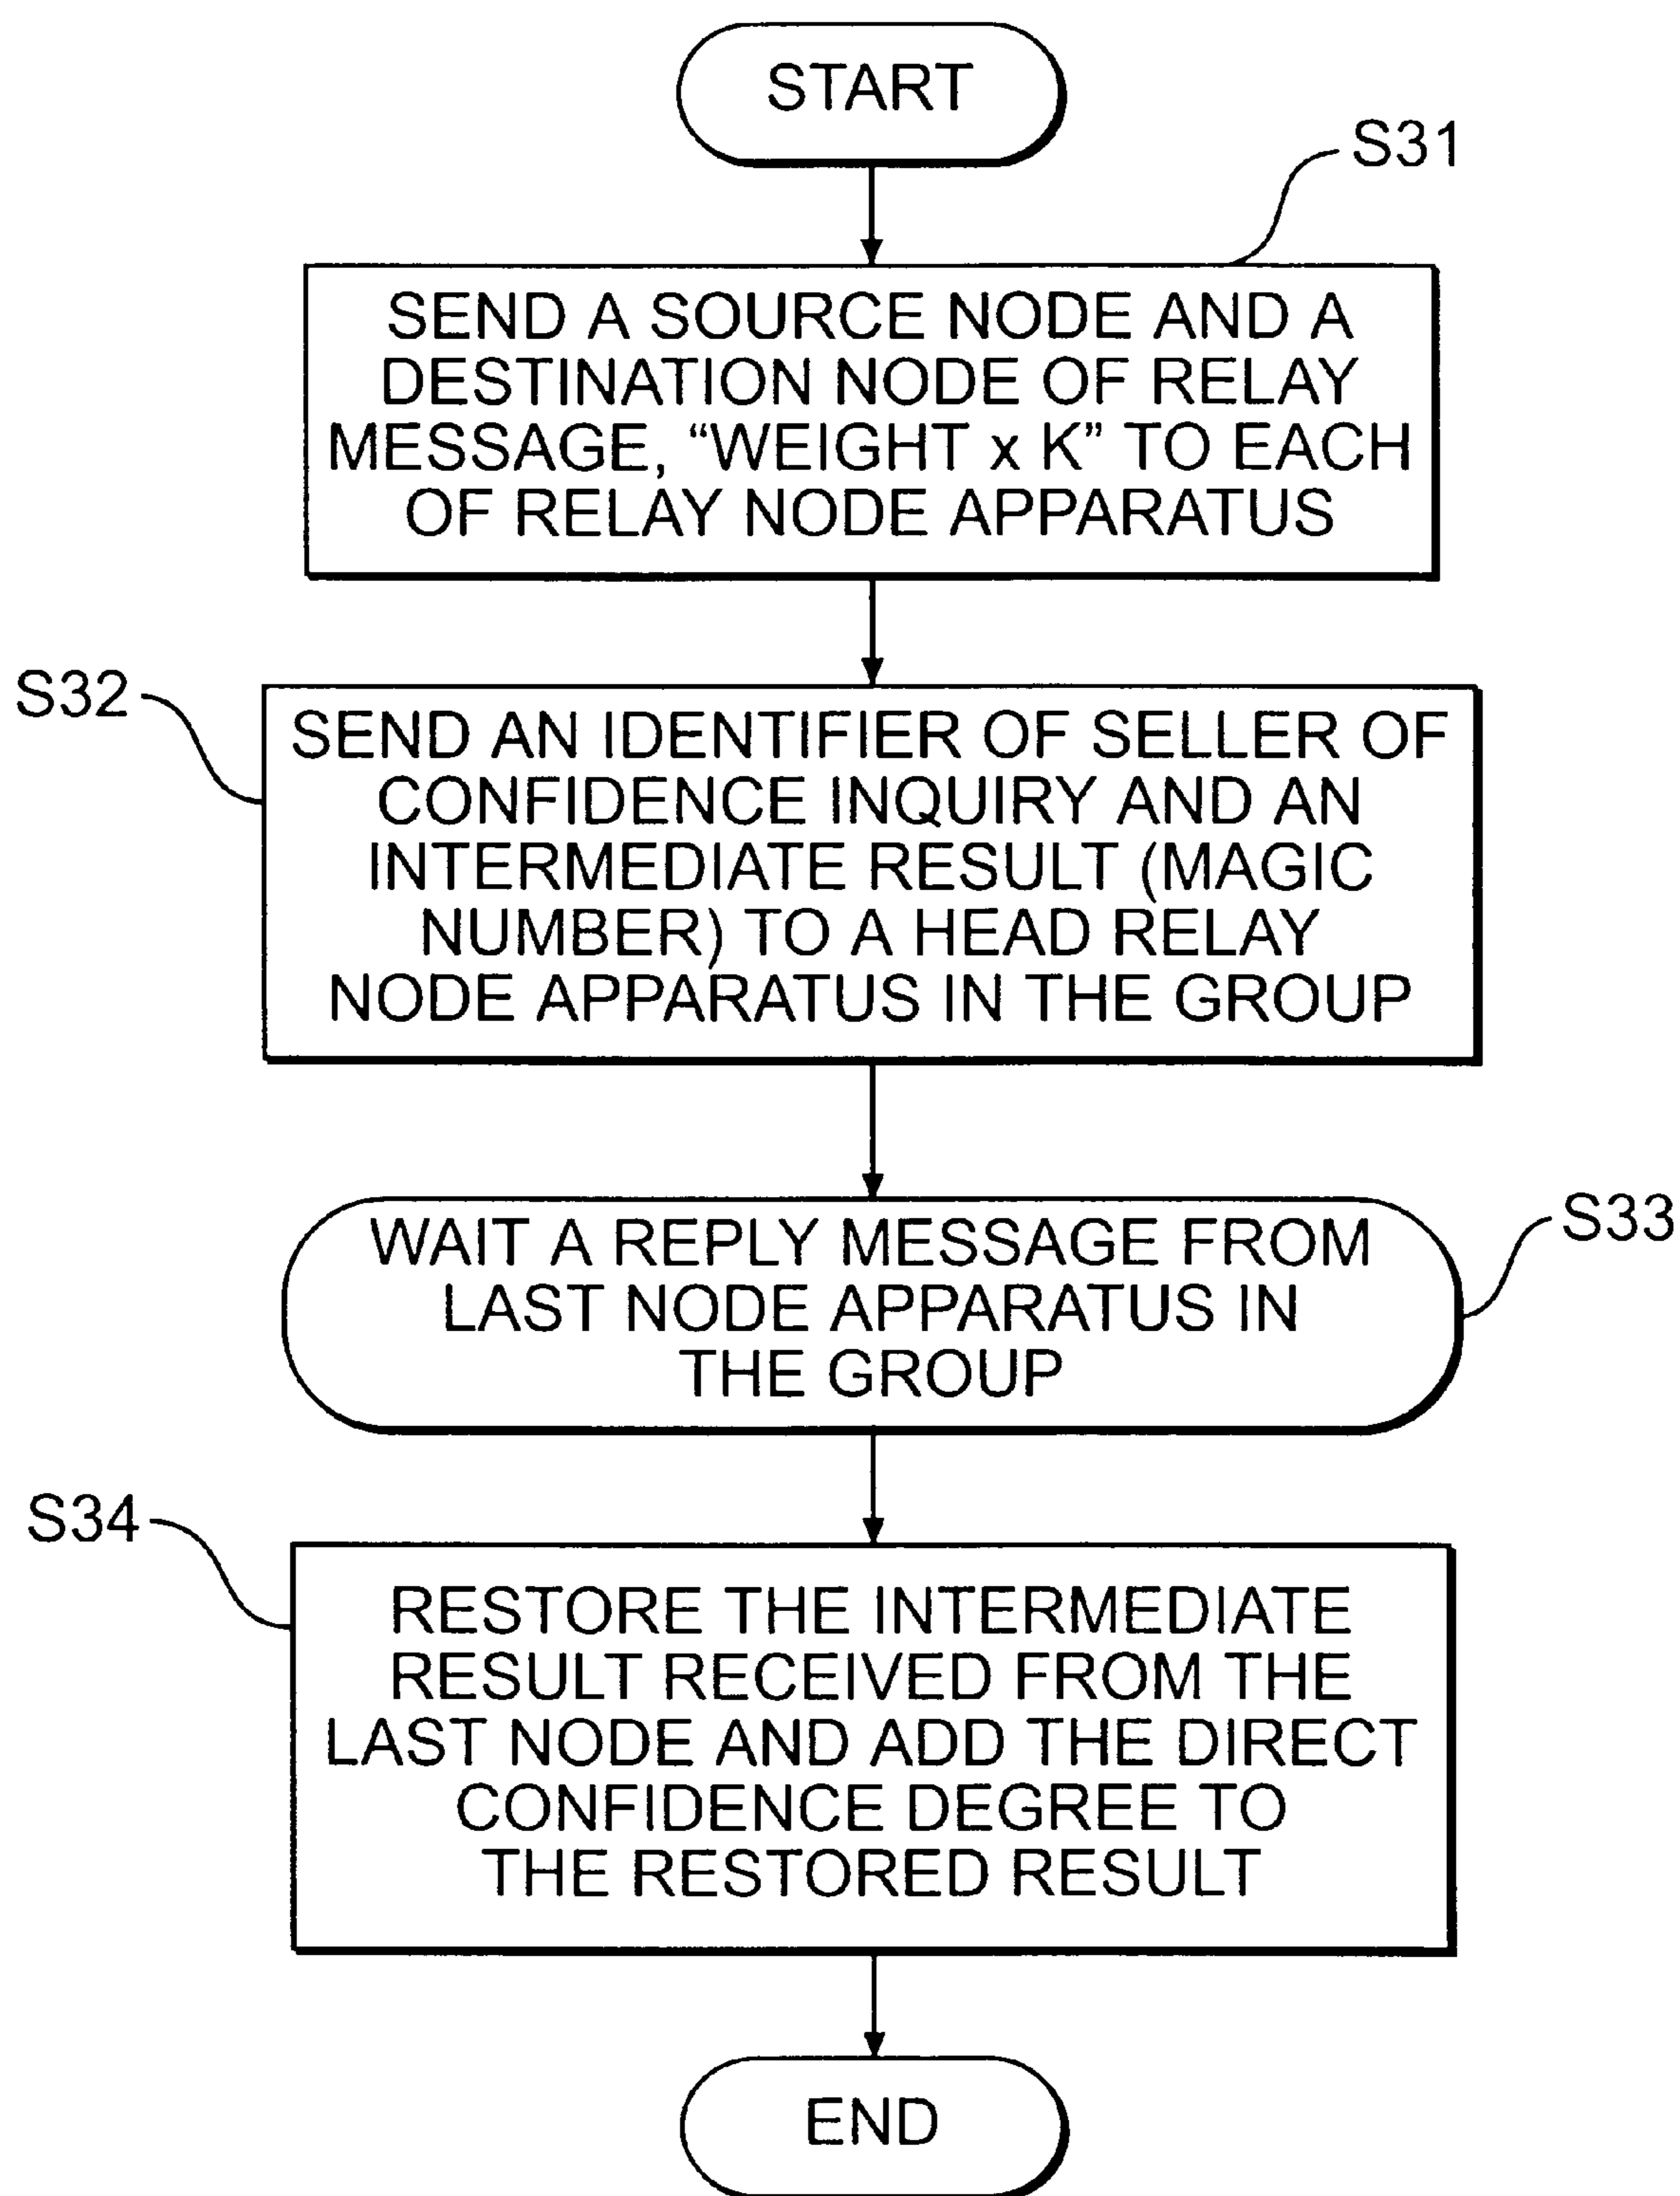 START
S31
SEND A SOURCE NODE AND A
DESTINATION NODE OF RELAY
MESSAGE, “WEIGHT x K” TO EACH
OF RELAY NODE APPARATUS
S32
SEND AN IDENTIFIER OF SELLER OF
CONFIDENCE INQUIRY AND AN
INTERMEDIATE RESULT (MAGIC
NUMBER) TO A HEAD RELAY
NODE APPARATUS IN THE GROUP
WAIT A REPLY MESSAGE FROM
LAST NODE APPARATUS IN
THE GROUP
S33
S34
RESTORE THE INTERMEDIATE
RESULT RECEIVED FROM THE
LAST NODE AND ADD THE DIRECT
CONFIDENCE DEGREE TO
THE RESTORED RESULT
END